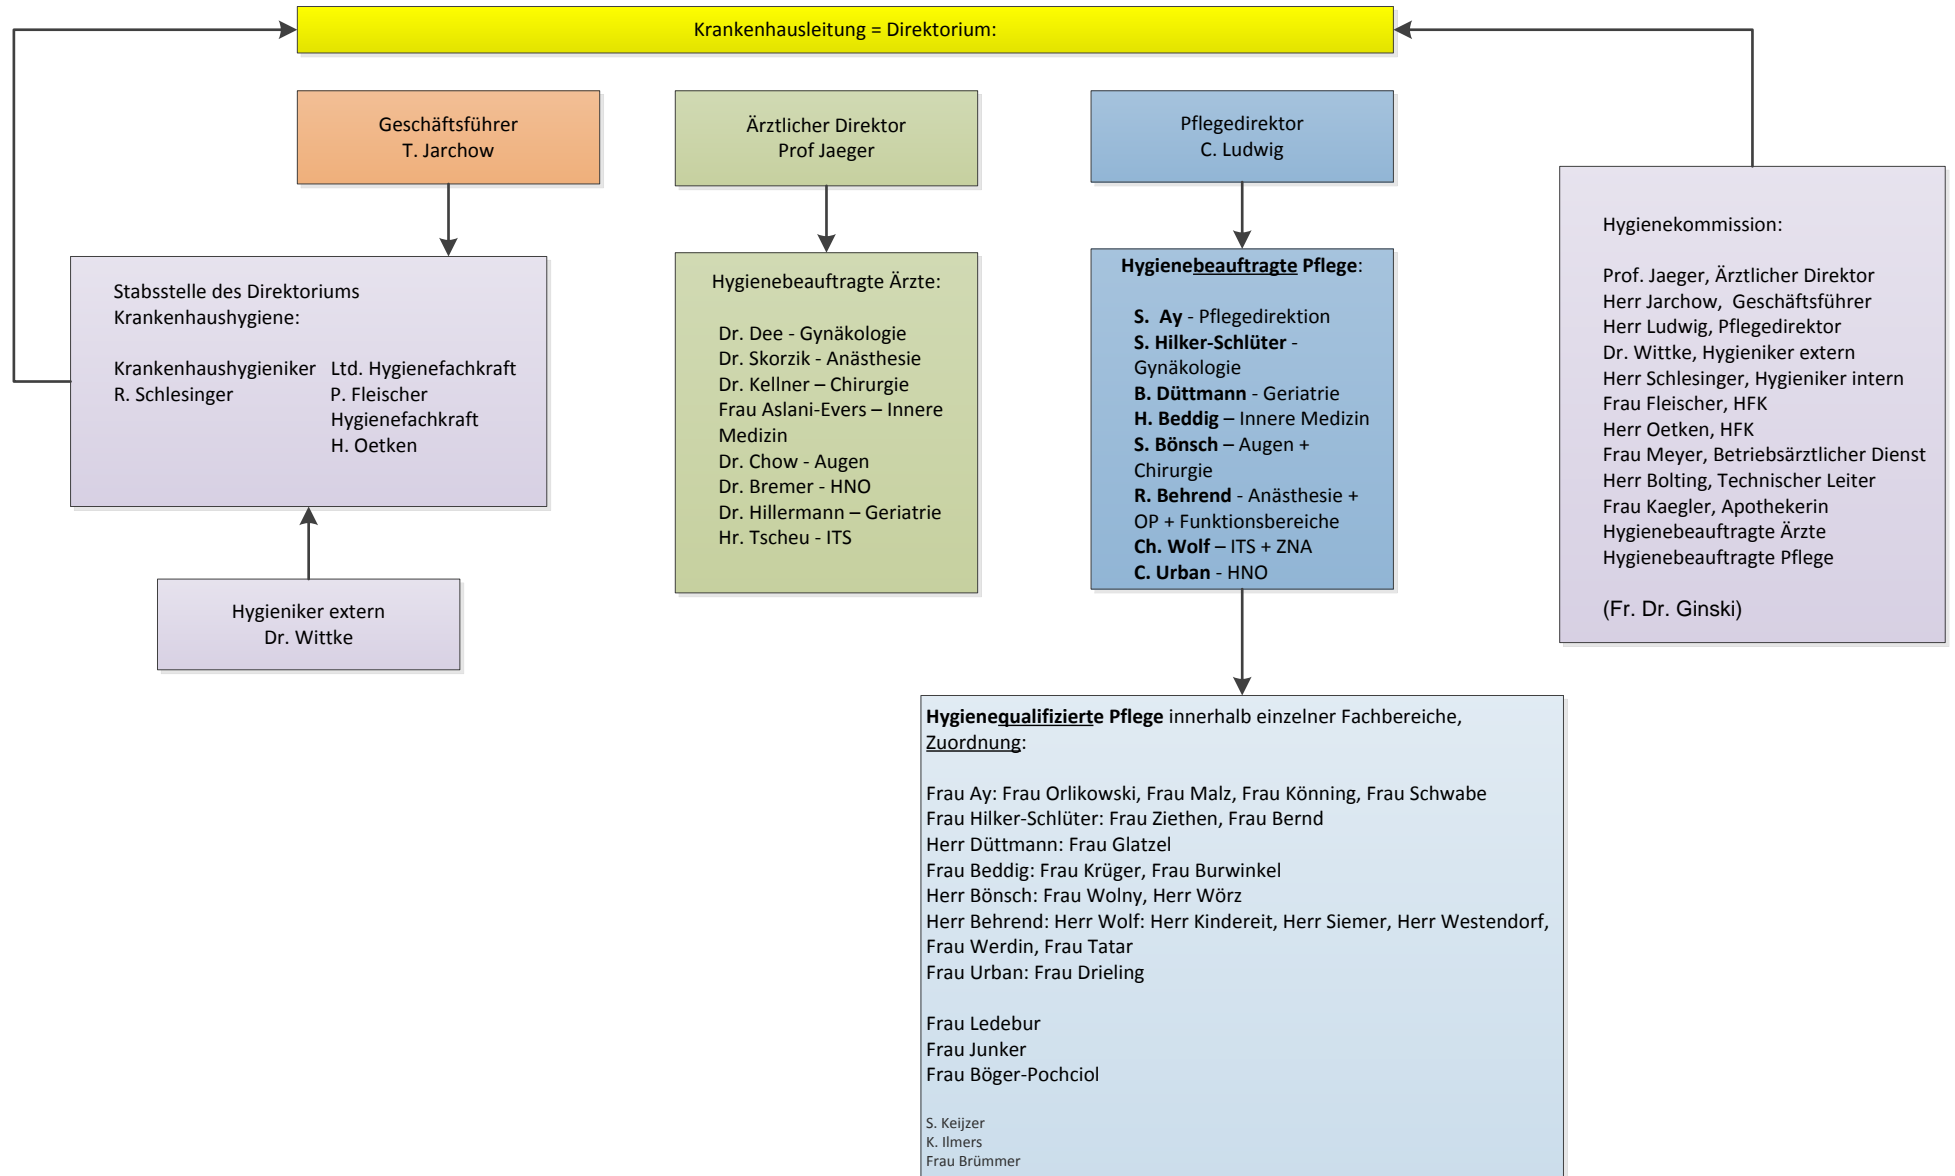 Krankenhausleitung = Direktorium:
Geschäftsführer
T. Jarchow
Ärztlicher Direktor
Prof Jaeger
Pflegedirektor
C. Ludwig
Stabsstelle des Direktoriums
Krankenhaushygiene:
Krankenhaushygieniker
R. Schlesinger
Ltd. Hygienefachkraft
P. Fleischer
Hygienefachkraft
H. Oetken
Hygieniker extern
Dr. Wittke
Hygienebeauftragte Ärzte:
Dr. Dee - Gynäkologie
Dr. Skorzik - Anästhesie
Dr. Kellner – Chirurgie
Frau Aslani-Evers – Innere
Medizin
Dr. Chow - Augen
Dr. Bremer - HNO
Dr. Hillermann – Geriatrie
Hr. Tscheu - ITS
Hygienebeauftragte Pflege:
S. Ay - Pflegedirektion
S. Hilker-Schlüter -
Gynäkologie
B. Düttmann - Geriatrie
H. Beddig – Innere Medizin
S. Bönsch – Augen +
Chirurgie
R. Behrend - Anästhesie +
OP + Funktionsbereiche
Ch. Wolf – ITS + ZNA
C. Urban - HNO
Hygienekommission:
Prof. Jaeger, Ärztlicher Direktor
Herr Jarchow, Geschäftsführer
Herr Ludwig, Pflegedirektor
Dr. Wittke, Hygieniker extern
Herr Schlesinger, Hygieniker intern
Frau Fleischer, HFK
Herr Oetken, HFK
Frau Meyer, Betriebsärztlicher Dienst
Herr Bolting, Technischer Leiter
Frau Kaegler, Apothekerin
Hygienebeauftragte Ärzte
Hygienebeauftragte Pflege
(Fr. Dr. Ginski)
Hygienequalifizierte Pflege innerhalb einzelner Fachbereiche,
Zuordnung:
Frau Ay: Frau Orlikowski, Frau Malz, Frau Könning, Frau Schwabe
Frau Hilker-Schlüter: Frau Ziethen, Frau Bernd
Herr Düttmann: Frau Glatzel
Frau Beddig: Frau Krüger, Frau Burwinkel
Herr Bönsch: Frau Wolny, Herr Wörz
Herr Behrend: Herr Wolf: Herr Kindereit, Herr Siemer, Herr Westendorf,
Frau Werdin, Frau Tatar
Frau Urban: Frau Drieling
Frau Ledebur
Frau Junker
Frau Böger-Pochciol
S. Keijzer
K. Ilmers
Frau Brümmer